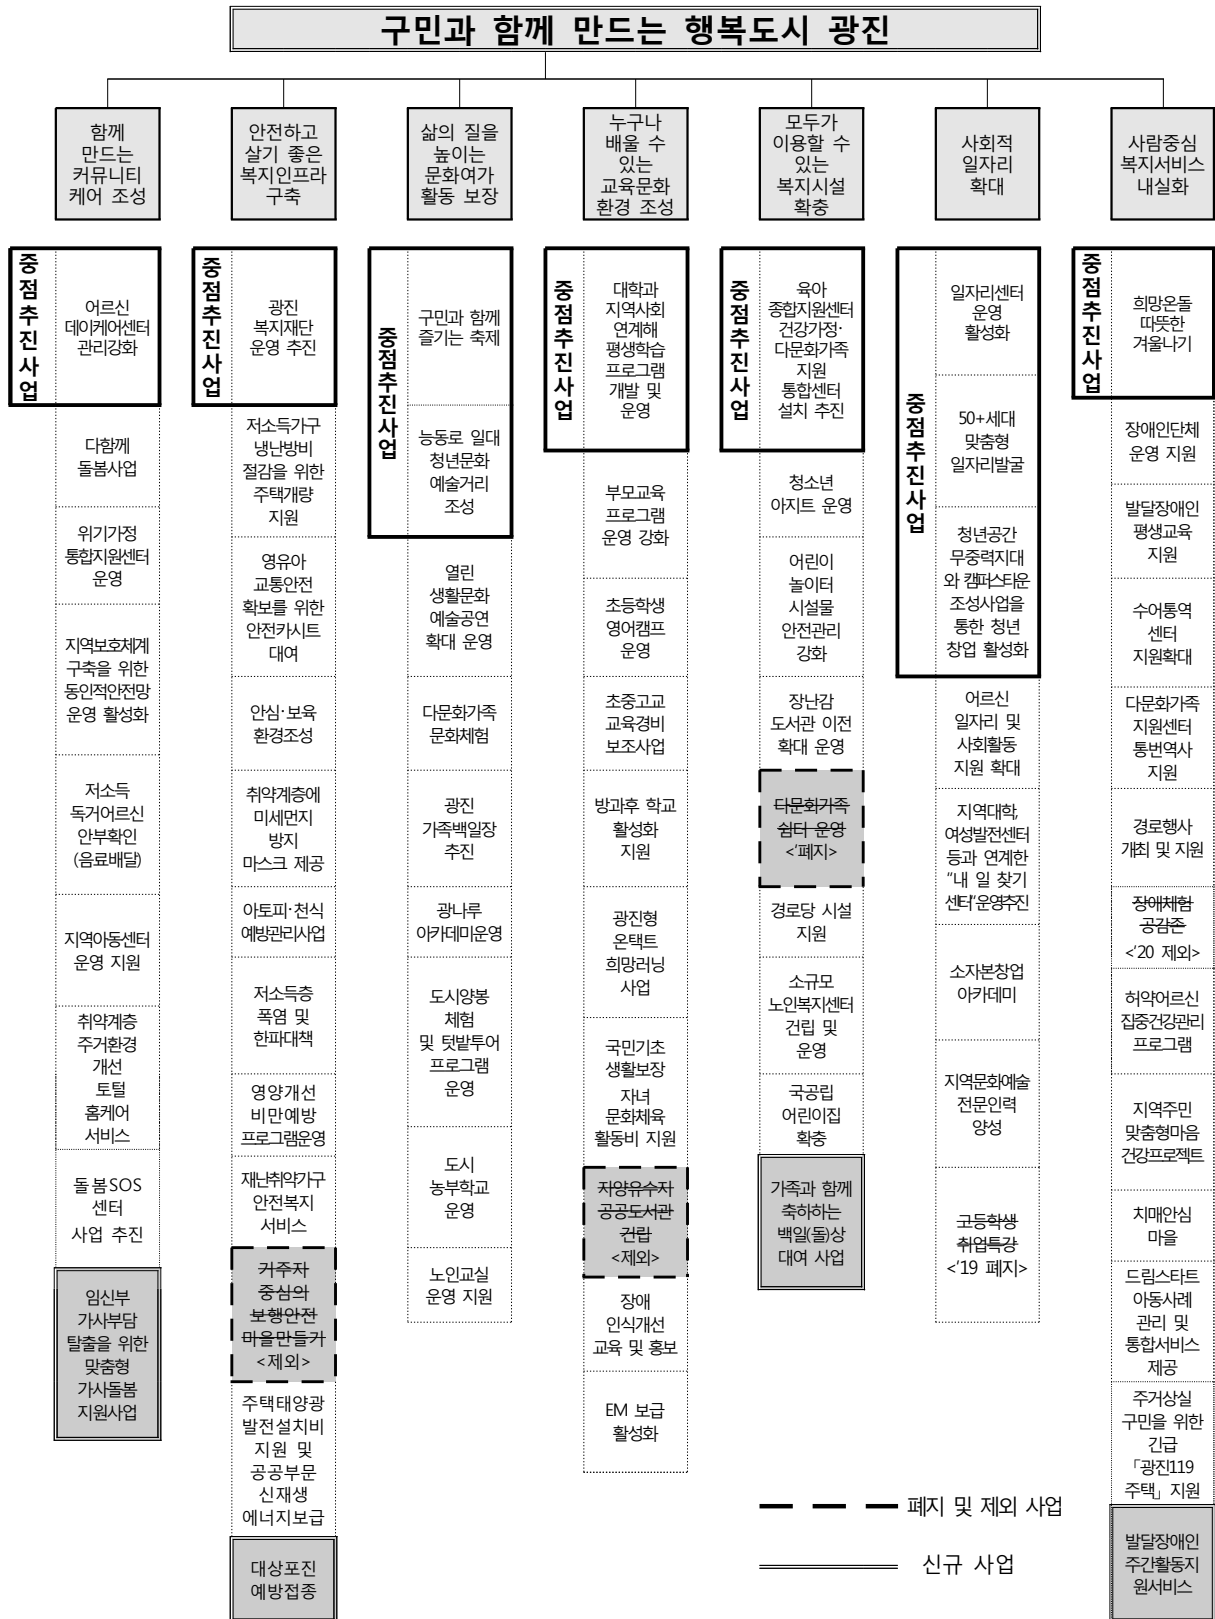 구민과 함께 만드는 행복도시 광진
함께
만드는
커뮤니티
케어 조성
안전하고
살기 좋은
복지인프라
구축
삶의 질을
높이는
문화여가
활동 보장
누구나
배울 수
있는
교육문화
환경 조성
모두가
이용할 수
있는
복지시설
확충
사회적
일자리
확대
사람중심
복지서비스
내실화
중점추진사업
어르신
데이케어센터
관리강화
다함께
돌봄사업
위기가정
통합지원센터
운영
지역보호체계
구축을 위한
동인적안전망
운영 활성화
저소득
독거어르신
안부확인
(음료배달)
지역아동센터
운영 지원
취약계층
주거환경
개선
토털
홈케어
서비스
돌봄SOS
센터
사업 추진
임신부
가사부담
탈출을 위한
맞춤형
가사돌봄
지원사업
중점추진사업
광진
복지재단
운영 추진
저소득가구
냉난방비
절감을 위한
주택개량
지원
영유아
교통안전
확보를 위한
안전카시트
대여
안심·보육
환경조성
취약계층에
미세먼지
방지
마스크 제공
아토피·천식
예방관리사업
저소득층
폭염 및
한파대책
영양개선
비만예방
프로그램운영
재난취약가구
안전복지
서비스
거주자
중심의
보행안전
마을만들기
<제외>
주택태양광
발전설치비
지원 및
공공부문
신재생
에너지보급
대상포진
예방접종
중점추진사업
구민과 함께
즐기는 축제
능동로 일대
청년문화
예술거리
조성
열린
생활문화
예술공연
확대 운영
다문화가족
문화체험
광진
가족백일장
추진
광나루
아카데미운영
도시양봉
체험
및 텃밭투어
프로그램
운영
도시
농부학교
운영
노인교실
운영 지원
중점추진사업
대학과
지역사회
연계해
평생학습
프로그램
개발 및
운영
부모교육
프로그램
운영 강화
초등학생
영어캠프
운영
초중고교
교육경비
보조사업
방과후 학교
활성화
지원
광진형
온택트
희망러닝
사업
국민기초
생활보장
자녀
문화체육
활동비 지원
자양유수지
공공도서관
건립
<제외>
장애
인식개선
교육 및 홍보
EM 보급
활성화
중점추진사업
육아
종합지원센터
건강가정·
다문화가족
지원
통합센터
설치 추진
청소년
아지트 운영
어린이
놀이터
시설물
안전관리
강화
장난감
도서관 이전
확대 운영
다문화가족
쉼터 운영
<'폐지>
경로당 시설
지원
소규모
노인복지센터
건립 및
운영
국공립
어린이집
확충
가족과 함께
축하하는
백일(돌)상
대여 사업
중점추진사업
일자리센터
운영
활성화
50+세대
맞춤형
일자리발굴
청년공간
무중력지대
와 캠퍼스타운
조성사업을
통한 청년
창업 활성화
어르신
일자리 및
사회활동
지원 확대
지역대학,
여성발전센터
등과 연계한
"내 일 찾기
센터"운영추진
소자본창업
아카데미
지역문화예술
전문인력
양성
고등학생
취업특강
<'19 폐지>
중점추진사업
희망온돌
따뜻한
겨울나기
장애인단체
운영 지원
발달장애인
평생교육
지원
수어통역
센터
지원확대
다문화가족
지원센터
통번역사
지원
경로행사
개최 및 지원
장애체험
공감존
<'20 제외>
허약어르신
집중건강관리
프로그램
지역주민
맞춤형마음
건강프로젝트
치매안심
마을
드림스타트
아동사례
관리 및
통합서비스
제공
주거상실
구민을 위한
긴급
「광진119
주택」 지원
발달장애인
주간활동지
원서비스
폐지 및 제외 사업
신규 사업